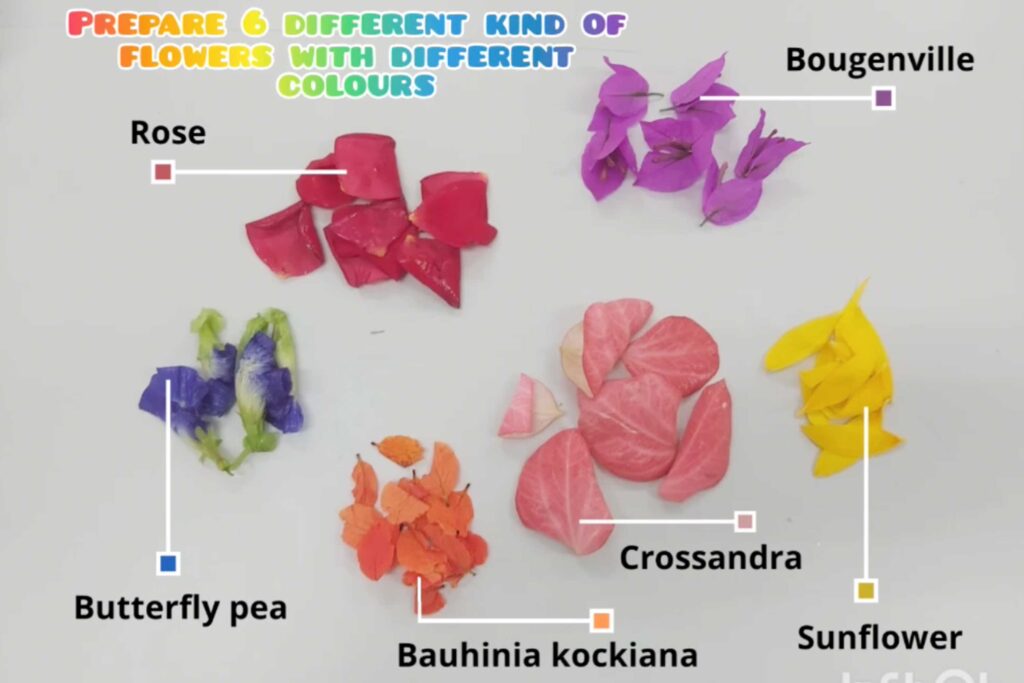 PREPARE 6 DIFFERENT KIND OF
FLOWERS WITH DIFFERENT
COLOURS
Bougenville
Rose
Crossandra
Butterfly pea
Sunflower
Bauhinia kockiana